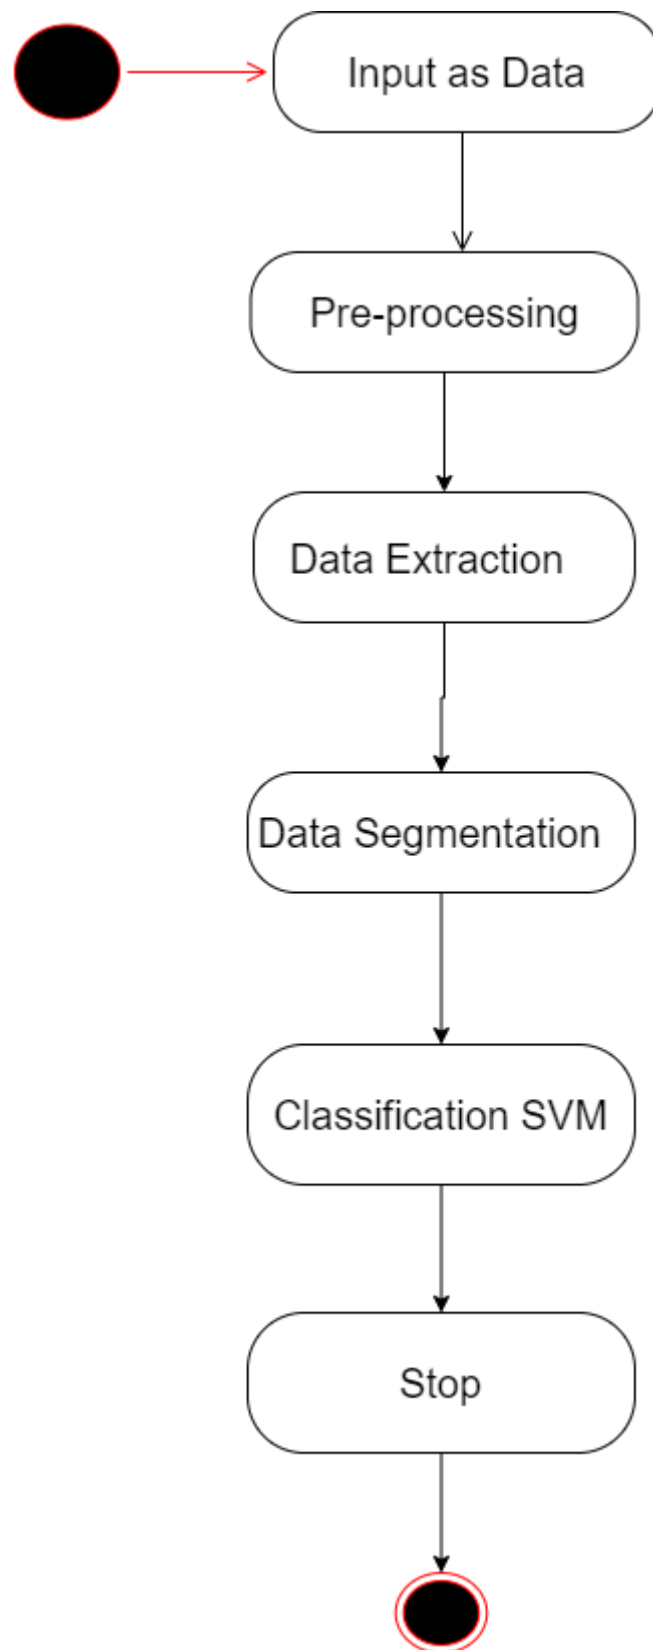 Input as Data
Pre-processing
Data Extraction
Data Segmentation
Classification SVM
Stop